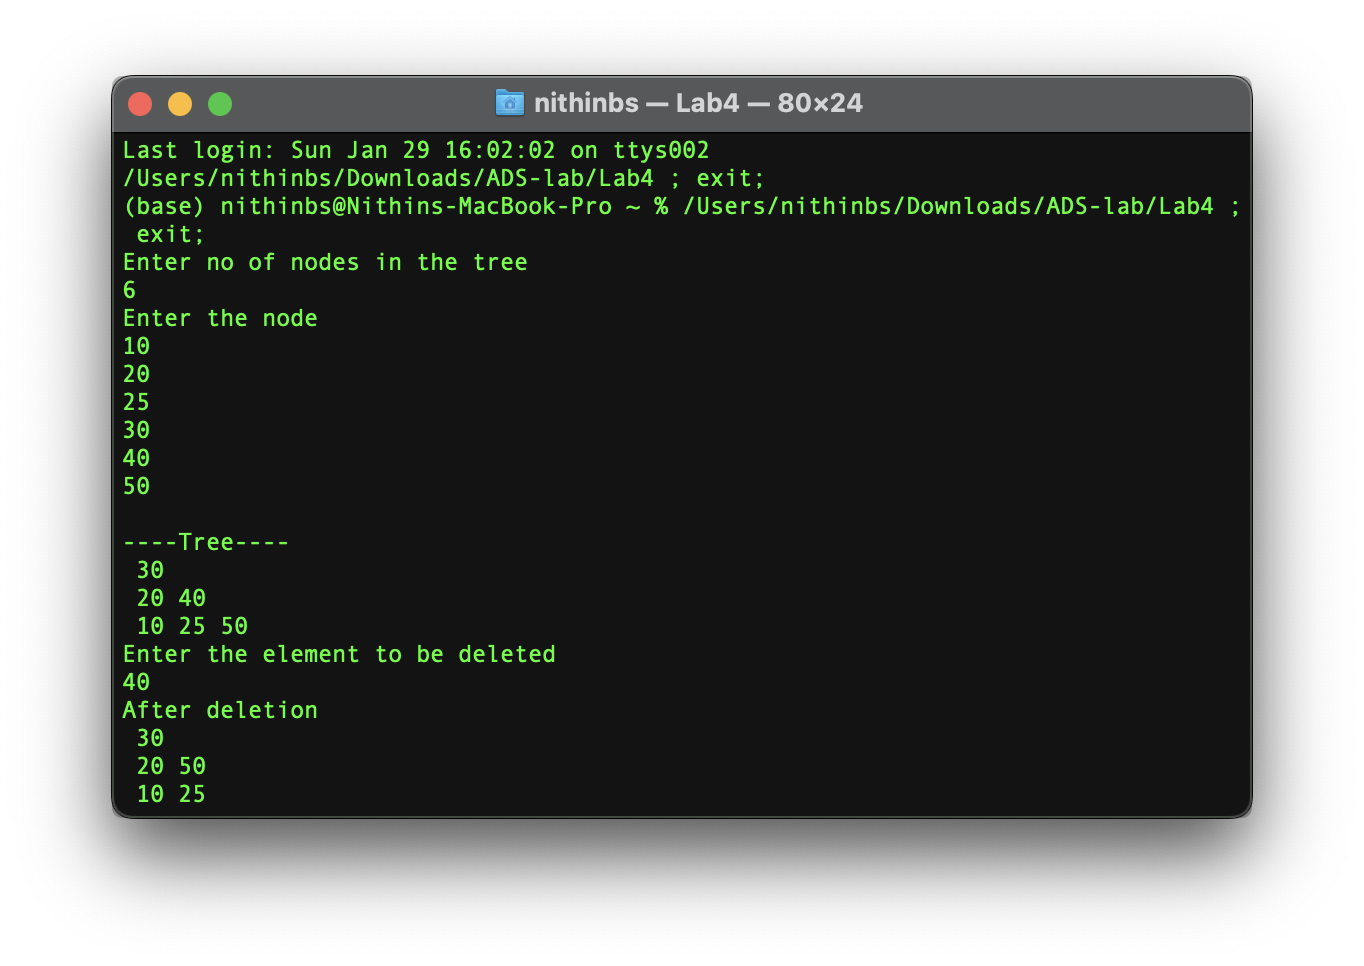 nithinbs — Lab4 — 80×24
Last login: Sun Jan 29 16:02:02 on ttys002
/Users/nithinbs/Downloads/ADS-lab/Lab4 ; exit;
(base) nithinbs@Nithins-MacBook-Pro ~ % /Users/nithinbs/Downloads/ADS-lab/Lab4 ;
 exit;
Enter no of nodes in the tree
6
Enter the node
10
20
25
30
40
50

----Tree----
 30
 20 40
 10 25 50
Enter the element to be deleted
40
After deletion
 30
 20 50
 10 25